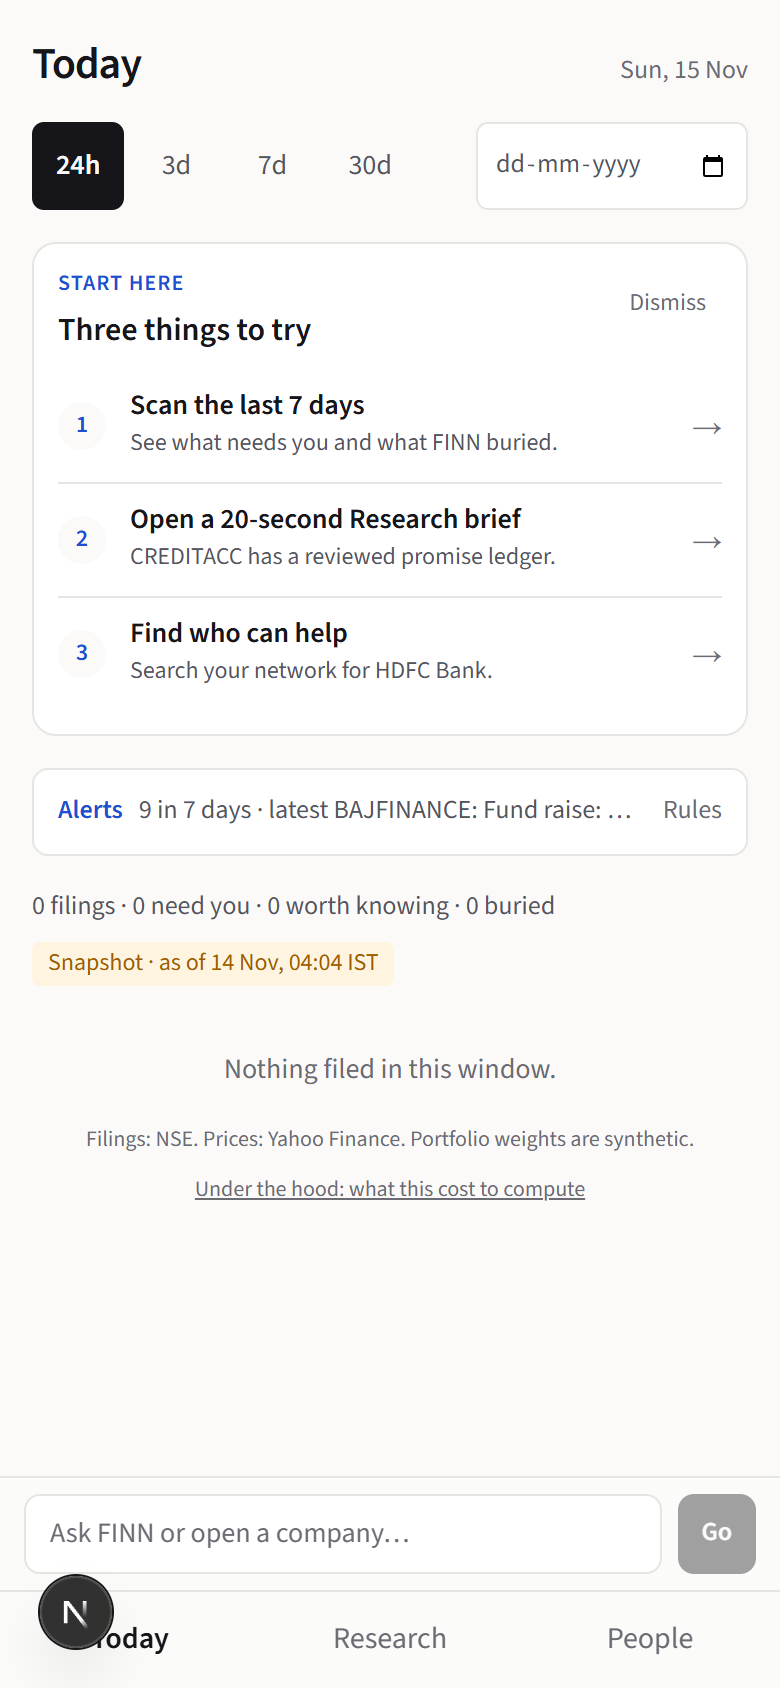 Today
Sun, 15 Nov
24h 3d 7d 30d dd-mm-yyyy
START HERE
Three things to try
Dismiss
1 Scan the last 7 days →
See what needs you and what FINN buried.
2 Open a 20-second Research brief →
CREDITACC has a reviewed promise ledger.
3 Find who can help →
Search your network for HDFC Bank.
Alerts 9 in 7 days · latest BAJFINANCE: Fund raise: … Rules
0 filings · 0 need you · 0 worth knowing · 0 buried
Snapshot · as of 14 Nov, 04:04 IST
Nothing filed in this window.
Filings: NSE. Prices: Yahoo Finance. Portfolio weights are synthetic.
Under the hood: what this cost to compute
Ask FINN or open a company…
Go
N
Today Research People